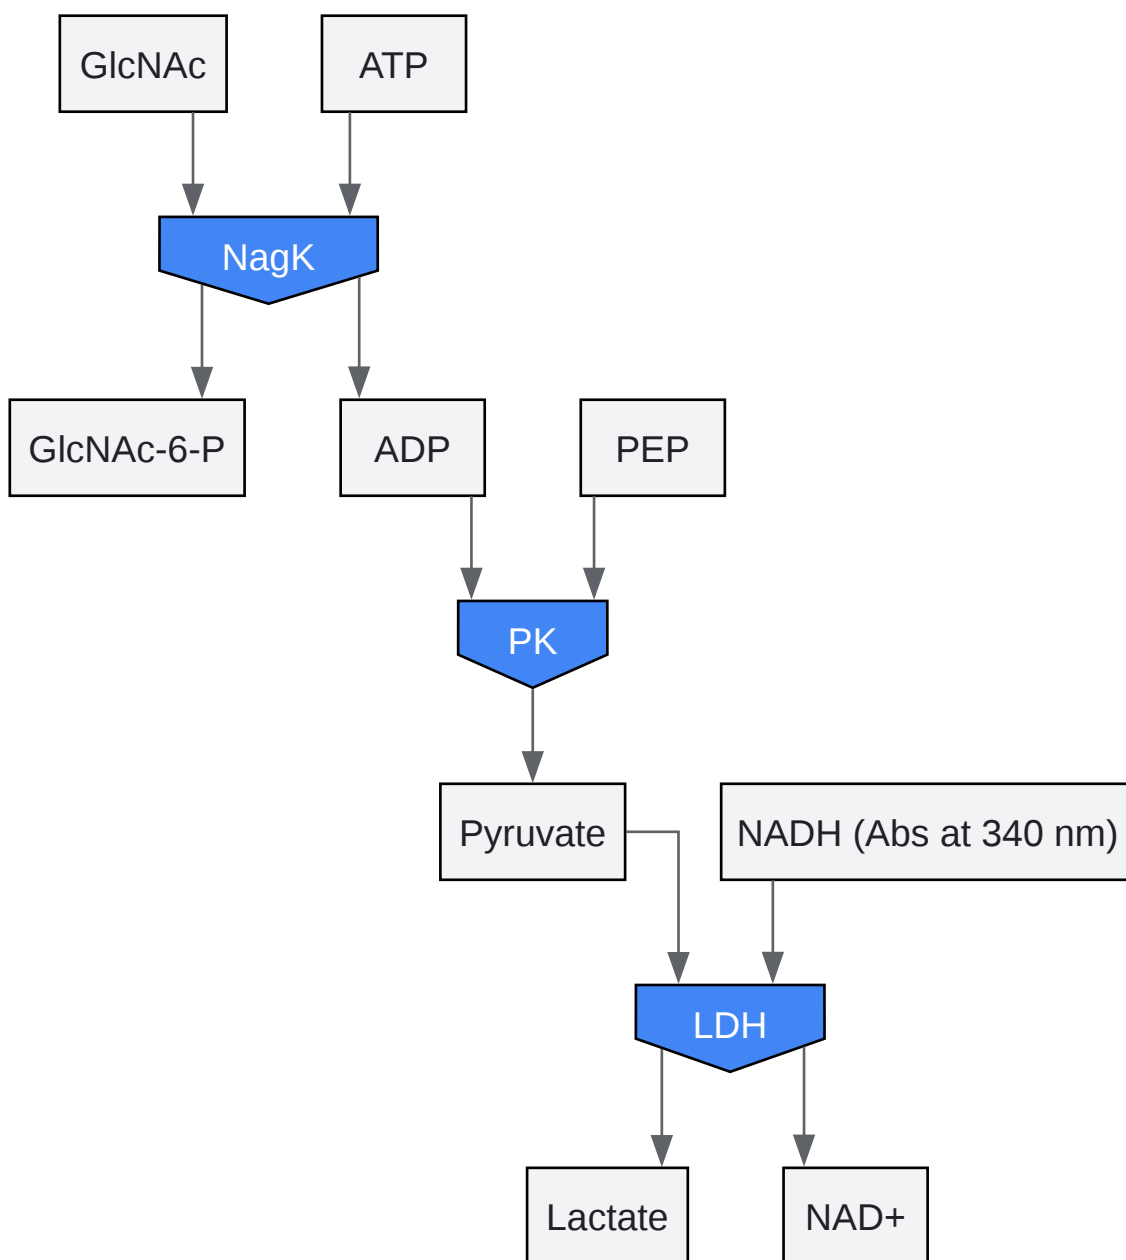 GlcNAc
ATP
NagK
GlcNAc-6-P
ADP
PEP
PK
Pyruvate
NADH (Abs at 340 nm)
LDH
Lactate
NAD+